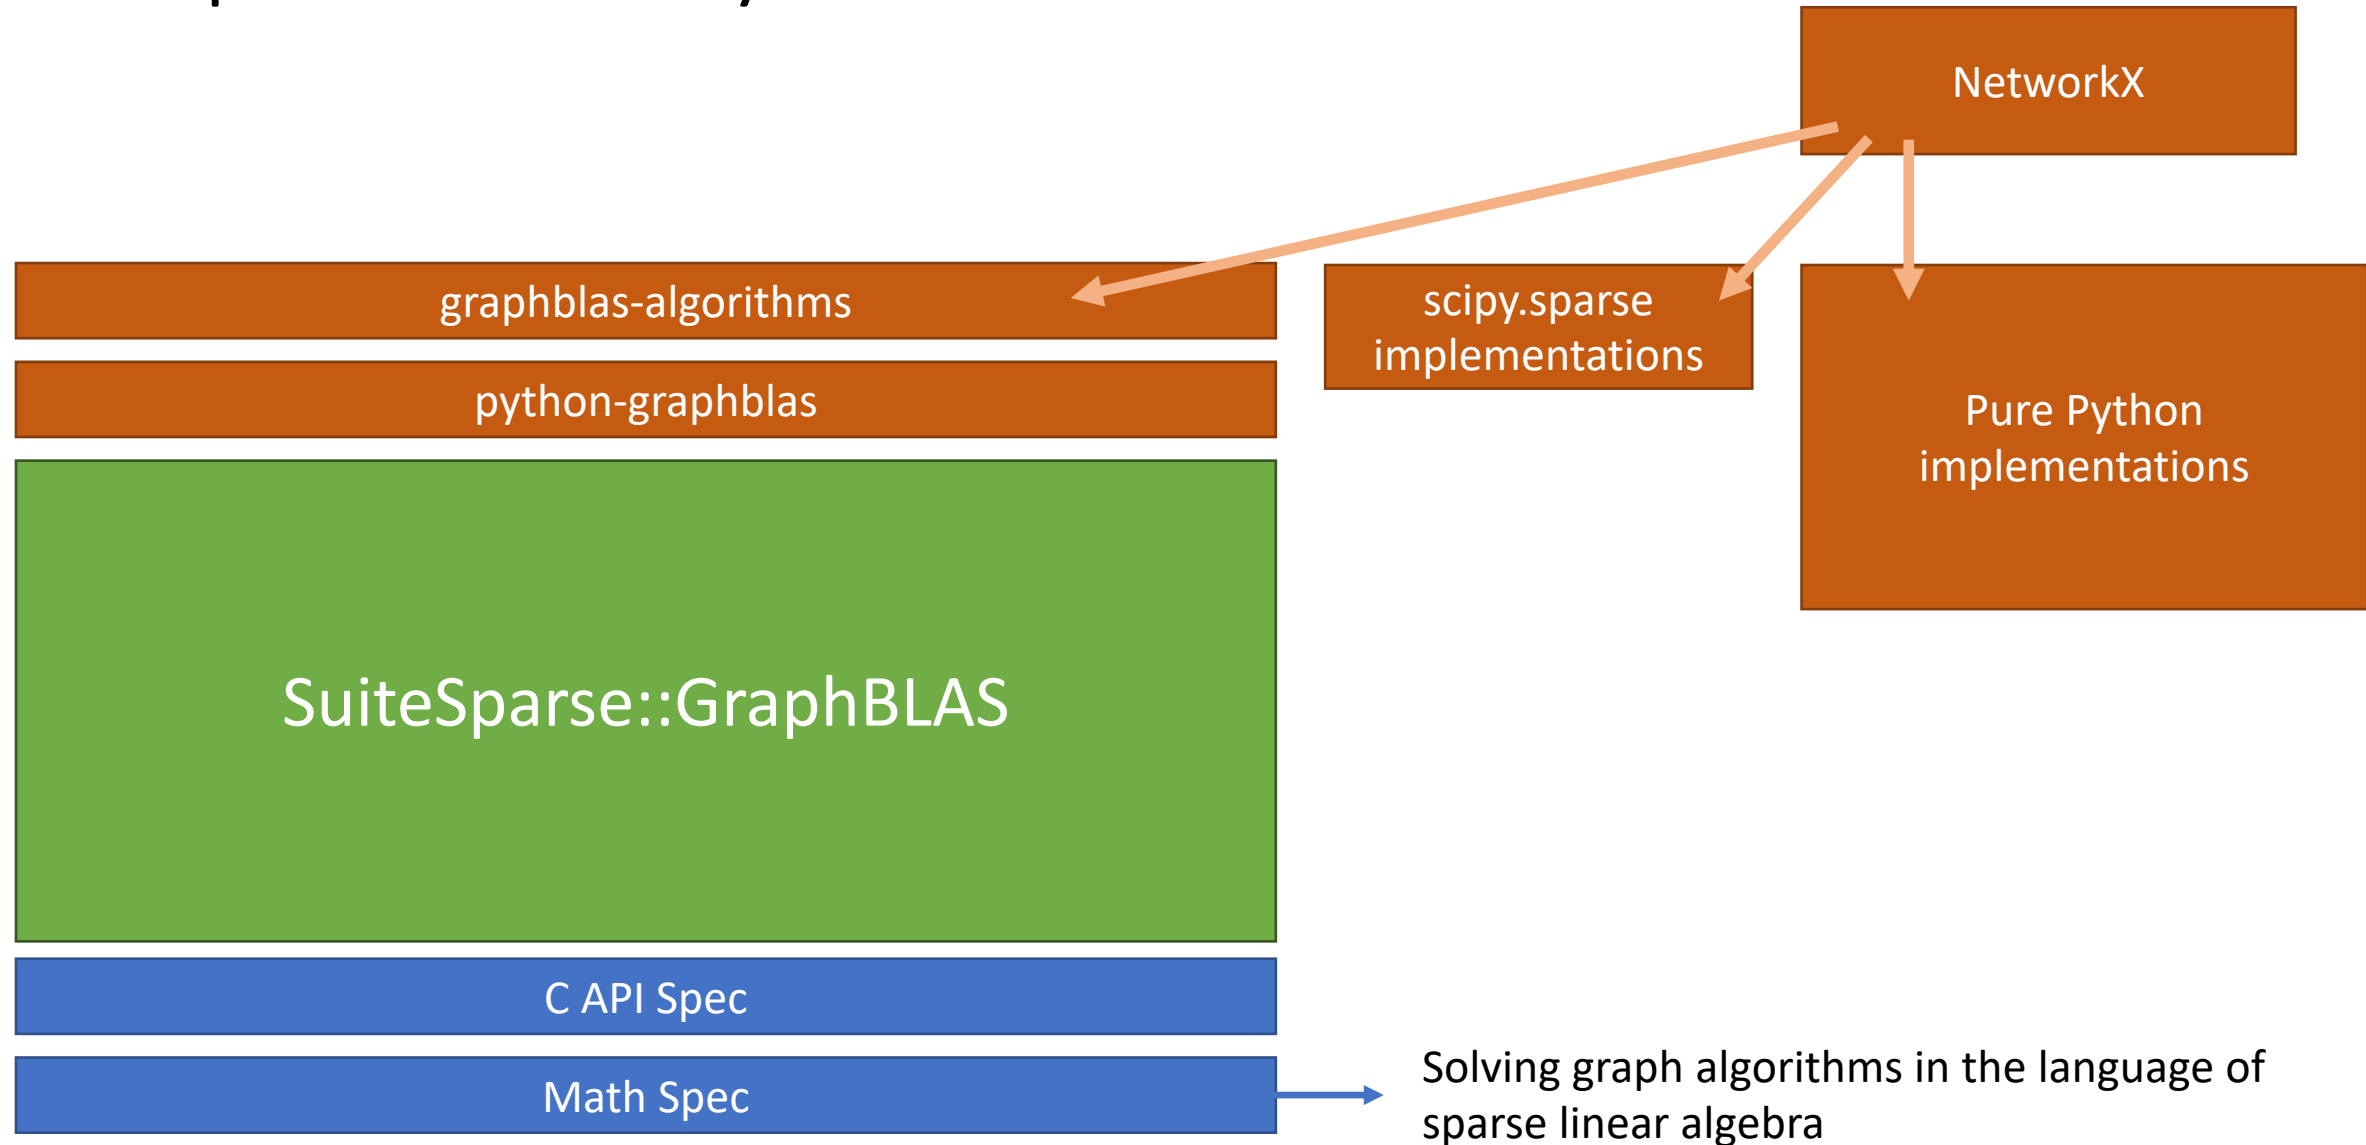 NetworkX
graphblas-algorithms
scipy.sparse
implementations
python-graphblas
Pure Python
implementations
SuiteSparse::GraphBLAS
C API Spec
Math Spec
Solving graph algorithms in the language of
sparse linear algebra